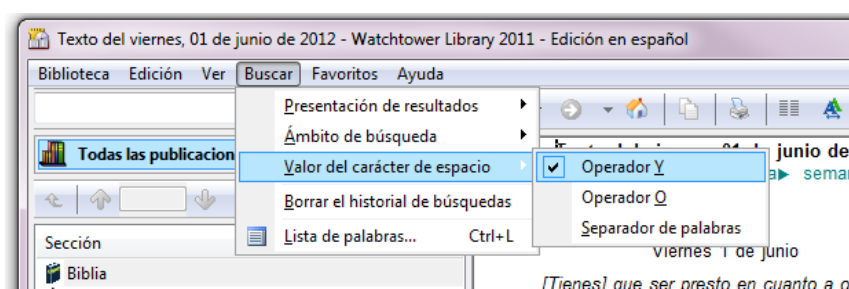 Texto del viernes, 01 de junio de 2012 - Watchtower Library 2011 - Edición en español
Biblioteca Edición Ver Buscar Favoritos Ayuda
Presentación de resultados
Ámbito de búsqueda
Todas las publicacion
Valor del carácter de espacio
Operador Y
junio de
a▶ sema
Operador O
Borrar el historial de búsquedas
Separador de palabras
Sección
Lista de palabras... Ctrl+L
Viernes 1 de junio
Biblia
[Tienes] que ser presto en cuanto a o